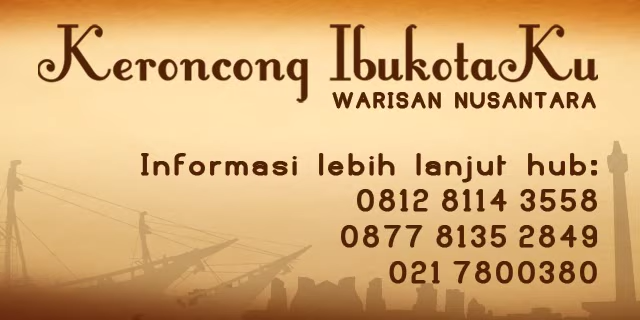 Keroncong IbukotaKu
WARISAN NUSANTARA
Informasi lebih lanjut hub:
0812 8114 3558
0877 8135 2849
021 7800380